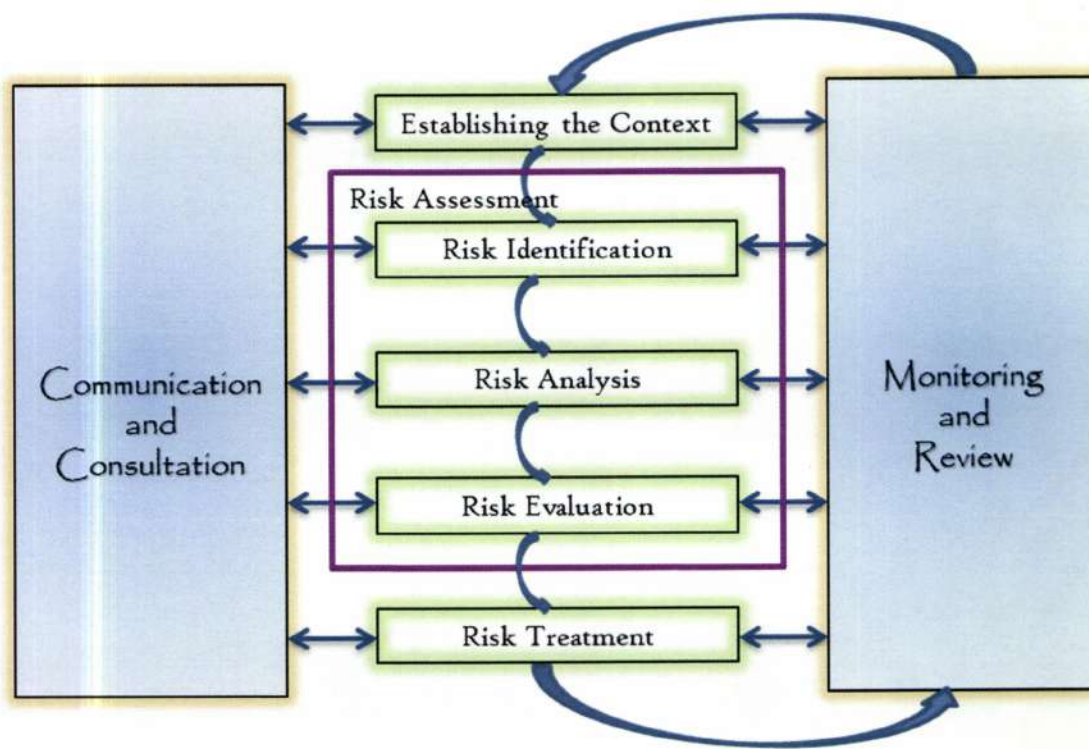 Establishing the Context
Risk Assessment
Risk Identification
Risk Analysis
Risk Evaluation
Risk Treatment
Communication
and
Consultation
Monitoring
and
Review